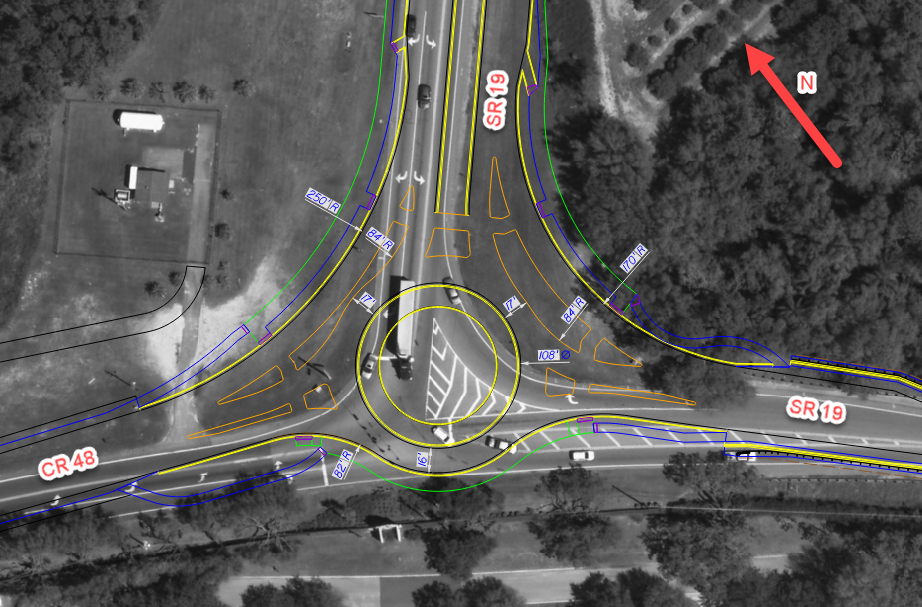 SR 19
N
250' R
84' R
170' R
17'
17'
84' R
108' Ø
SR 19
CR 48
82' R
16'